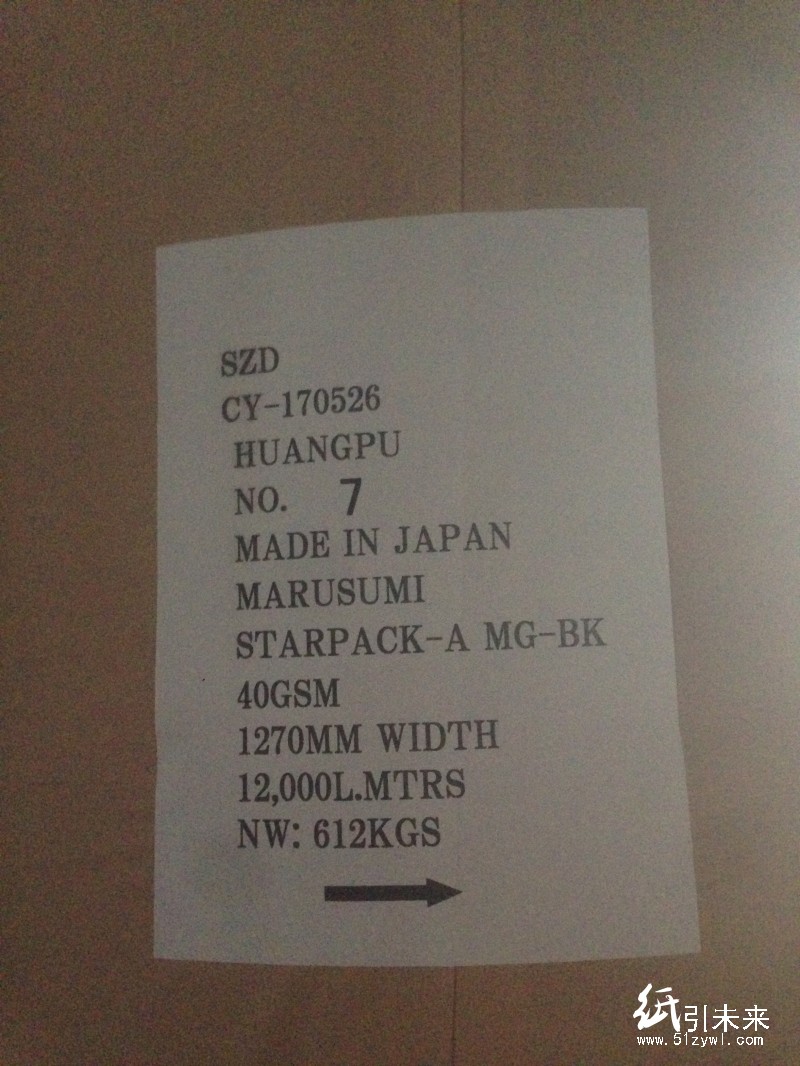 SZD
CY-170526
HUANGPU
NO. 7
MADE IN JAPAN
MARUSUMI
STARPACK-A MG-BK
40GSM
1270MM WIDTH
12,000L.MTRS
NW: 612KGS
纸引未来
www.51zywl.com